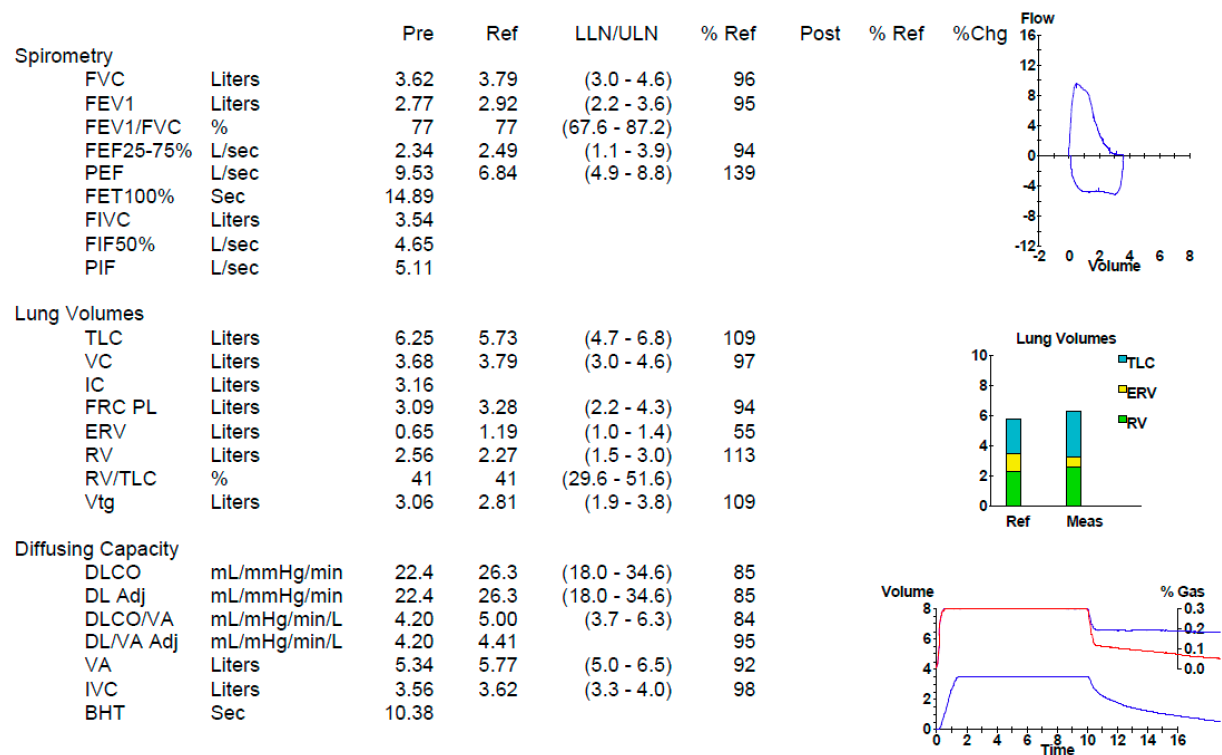 Pre Ref LLN/ULN % Ref Post % Ref %Chg
Spirometry
FVC Liters 3.62 3.79 (3.0 - 4.6) 96
FEV1 Liters 2.77 2.92 (2.2 - 3.6) 95
FEV1/FVC % 77 77 (67.6 - 87.2)
FEF25-75% L/sec 2.34 2.49 (1.1 - 3.9) 94
PEF L/sec 9.53 6.84 (4.9 - 8.8) 139
FET100% Sec 14.89
FIVC Liters 3.54
FIF50% L/sec 4.65
PIF L/sec 5.11
Lung Volumes
TLC Liters 6.25 5.73 (4.7 - 6.8) 109
VC Liters 3.68 3.79 (3.0 - 4.6) 97
IC Liters 3.16
FRC PL Liters 3.09 3.28 (2.2 - 4.3) 94
ERV Liters 0.65 1.19 (1.0 - 1.4) 55
RV Liters 2.56 2.27 (1.5 - 3.0) 113
RV/TLC % 41 41 (29.6 - 51.6)
Vtg Liters 3.06 2.81 (1.9 - 3.8) 109
Diffusing Capacity
DLCO mL/mmHg/min 22.4 26.3 (18.0 - 34.6) 85
DL Adj mL/mmHg/min 22.4 26.3 (18.0 - 34.6) 85
DLCO/VA mL/mHg/min/L 4.20 5.00 (3.7 - 6.3) 84
DL/VA Adj mL/mHg/min/L 4.20 4.41 95
VA Liters 5.34 5.77 (5.0 - 6.5) 92
IVC Liters 3.56 3.62 (3.3 - 4.0) 98
BHT Sec 10.38
Flow
16
12
8
4
0
-4
-8
-12
-2 0 2 4 6 8
Volume
Lung Volumes
10
8
6
4
2
0
TLC
ERV
RV
Ref Meas
Volume % Gas
8 0.3
6 0.2
0.1
4 0.0
2
0
0 2 4 6 8 10 12 14 16
Time